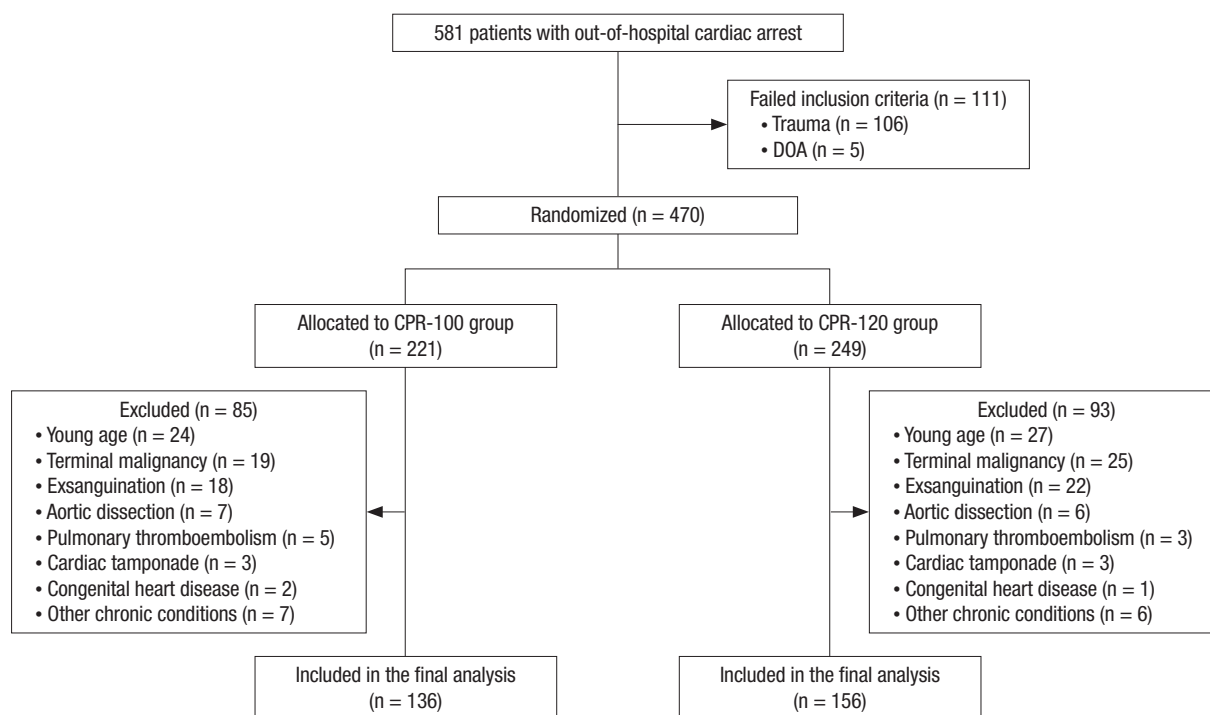 581 patients with out-of-hospital cardiac arrest
Failed inclusion criteria (n = 111)
• Trauma (n = 106)
• DOA (n = 5)
Randomized (n = 470)
Allocated to CPR-100 group
(n = 221)
Allocated to CPR-120 group
(n = 249)
Excluded (n = 85)
• Young age (n = 24)
• Terminal malignancy (n = 19)
• Exsanguination (n = 18)
• Aortic dissection (n = 7)
• Pulmonary thromboembolism (n = 5)
• Cardiac tamponade (n = 3)
• Congenital heart disease (n = 2)
• Other chronic conditions (n = 7)
Excluded (n = 93)
• Young age (n = 27)
• Terminal malignancy (n = 25)
• Exsanguination (n = 22)
• Aortic dissection (n = 6)
• Pulmonary thromboembolism (n = 3)
• Cardiac tamponade (n = 3)
• Congenital heart disease (n = 1)
• Other chronic conditions (n = 6)
Included in the final analysis
(n = 136)
Included in the final analysis
(n = 156)